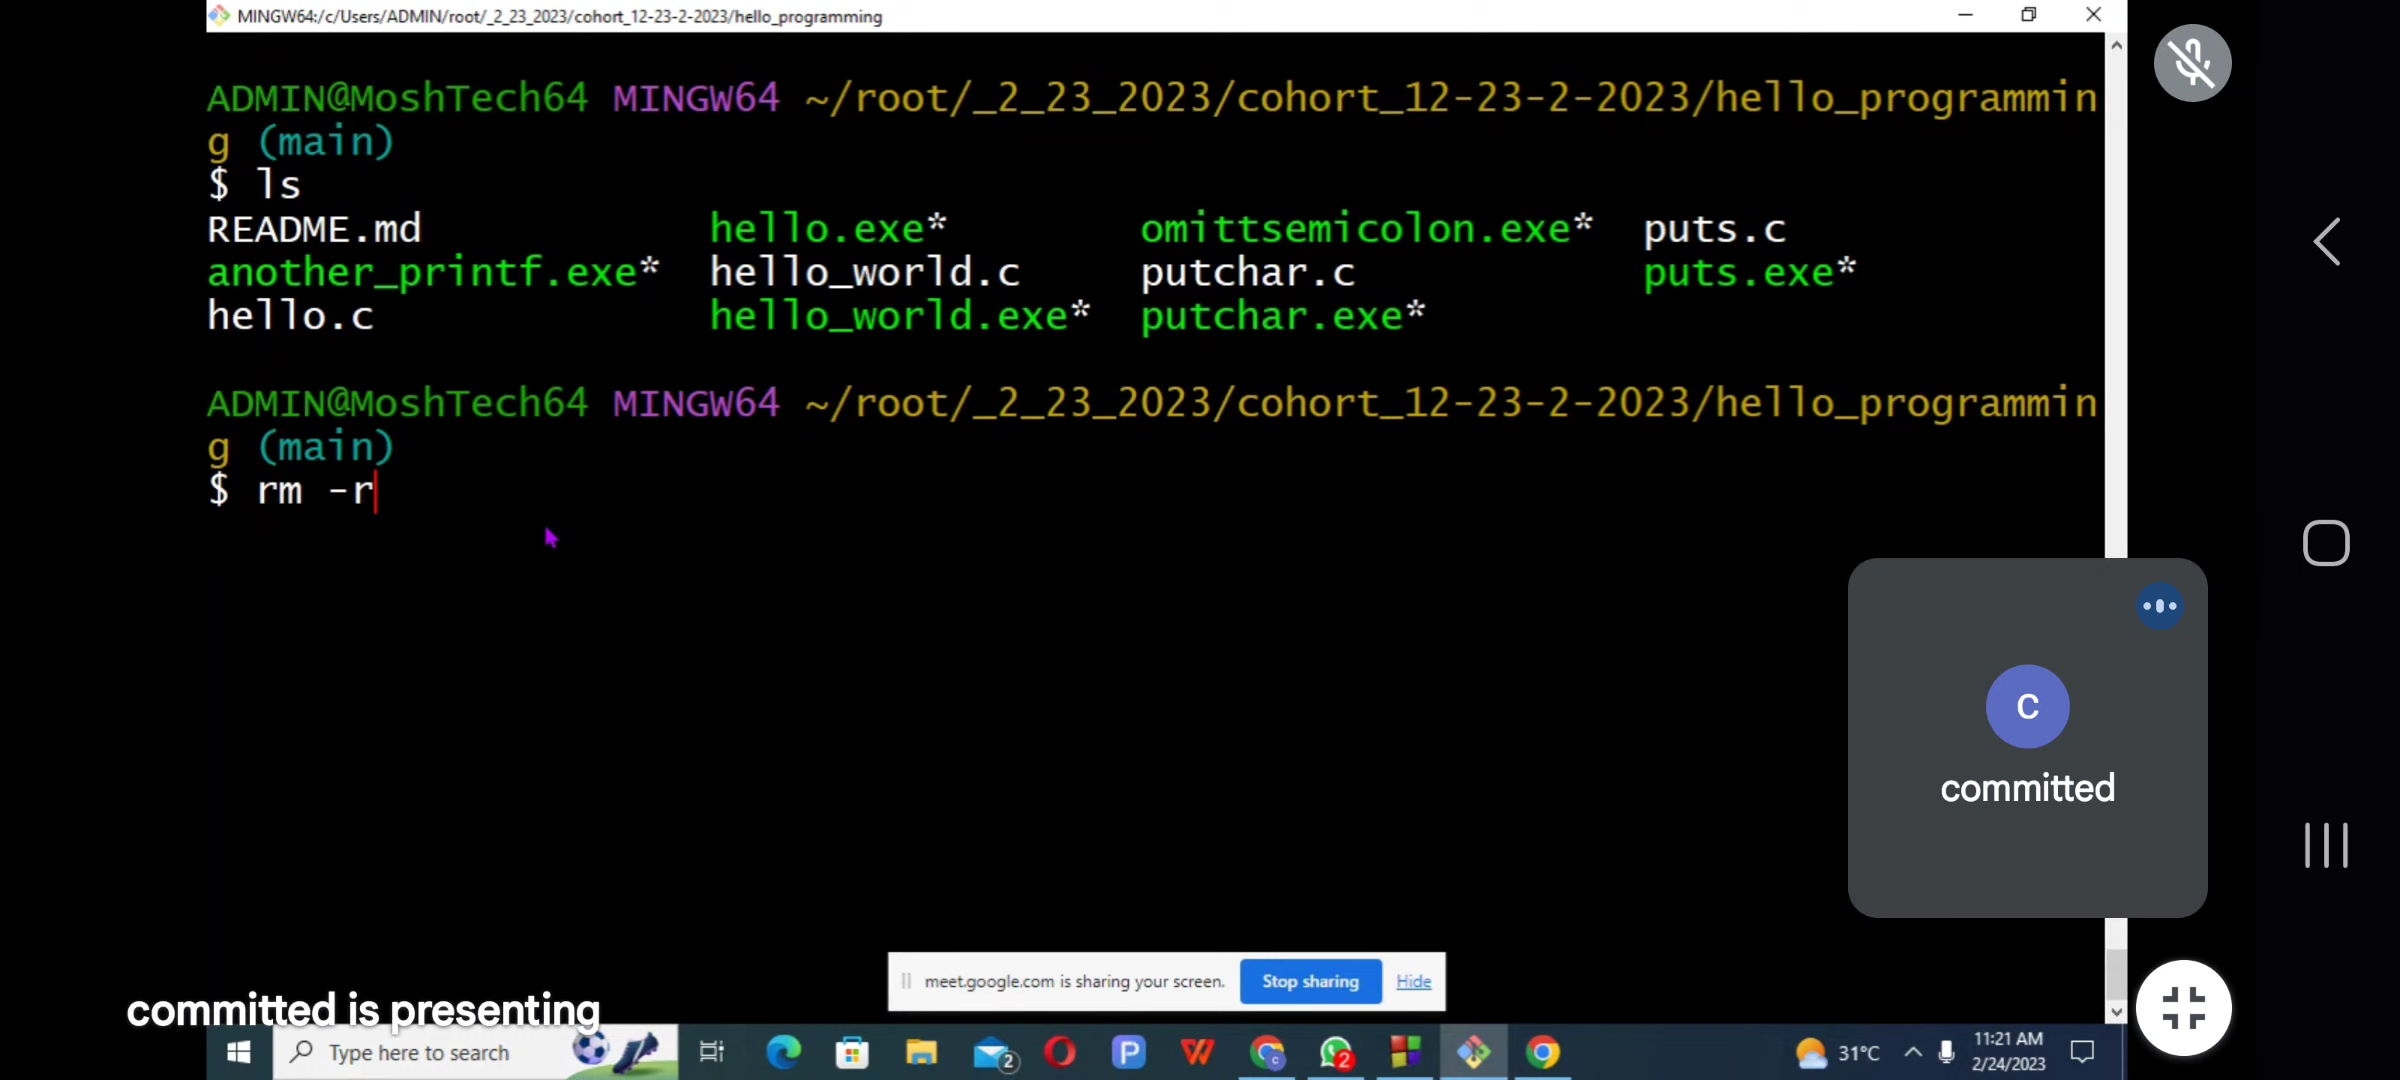 MINGW64:/c/Users/ADMIN/root/_2_23_2023/cohort_12-23-2-2023/hello_programming
ADMIN@MoshTech64 MINGW64 ~/root/_2_23_2023/cohort_12-23-2-2023/hello_programmin
g (main)
$ ls
README.md hello.exe* omittsemicolon.exe* puts.c
another_printf.exe* hello_world.c putchar.c puts.exe*
hello.c hello_world.exe* putchar.exe*
ADMIN@MoshTech64 MINGW64 ~/root/_2_23_2023/cohort_12-23-2-2023/hello_programmin
g (main)
$ rm -r
C
committed
meet.google.com is sharing your screen. Stop sharing Hide
committed is presenting
Type here to search
2
P
W
c
2
31°C
11:21 AM
2/24/2023